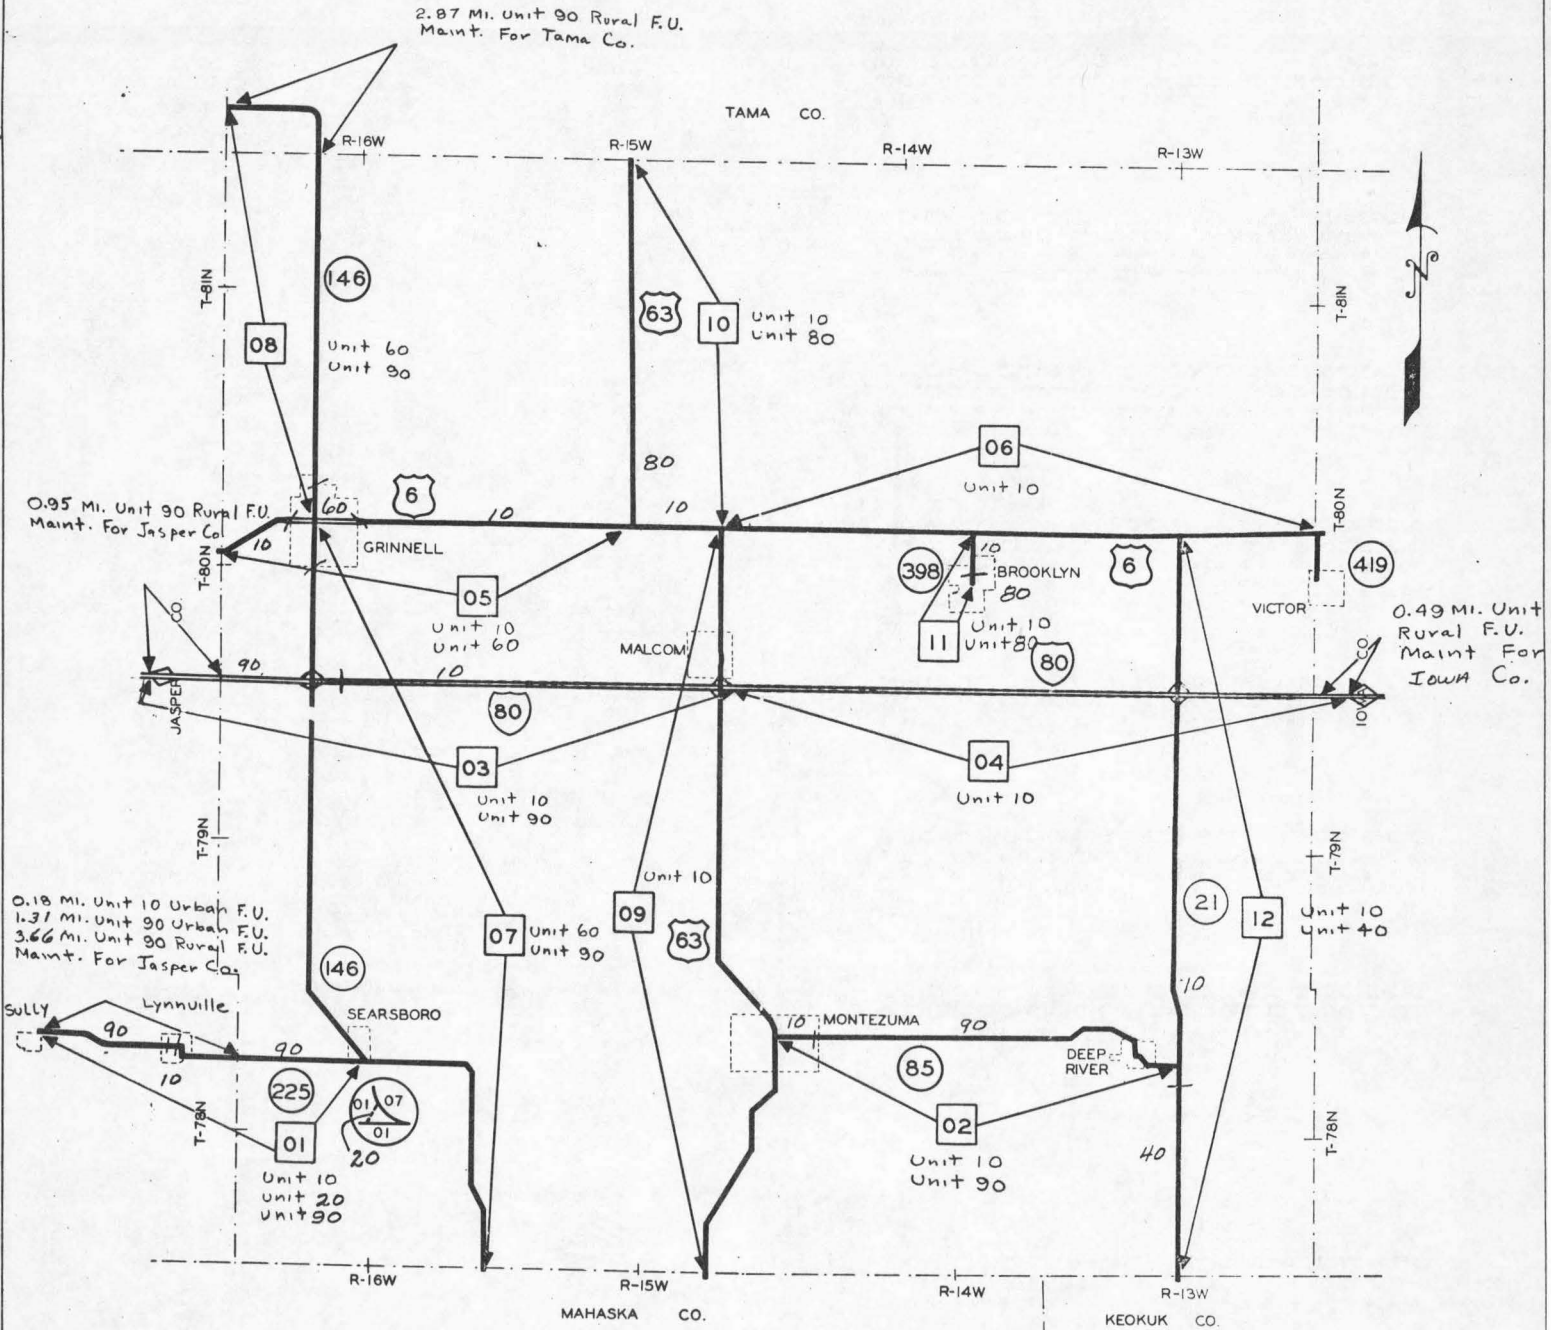 2.87 Mi. Unit 90 Rural F.U.
Maint. For Tama Co.
TAMA CO.
R-16W
R-15W
R-14W
R-13W
T-81N
146
63
10
Unit 10
Unit 80
T-81N
N
08
Unit 60
Unit 90
80
06
Unit 10
6
60
10
10
T-80N
0.95 Mi. Unit 90 Rural F.U.
Maint. For Jasper Co
10
T-80N
GRINNELL
05
Unit 10
Unit 60
398
10
BROOKLYN
80
6
419
VICTOR
11
Unit 10
Unit 80
MALCOM
80
0.49 Mi. Unit
Rural F.U.
Maint For
Iowa Co.
JASPER CO.
90
10
80
IOWA CO.
03
Unit 10
Unit 90
04
Unit 10
T-79N
T-79N
0.18 Mi. Unit 10 Urban F.U.
1.31 Mi. Unit 90 Urban F.U.
3.66 Mi. Unit 90 Rural F.U.
Maint. For Jasper Co.
Unit 10
09
63
07
Unit 60
Unit 90
21
12
Unit 10
Unit 40
146
10
Sully
Lynnville
SEARSBORO
90
90
10
10
MONTEZUMA
90
DEEP
RIVER
85
225
01
07
01
20
T-78N
01
Unit 10
Unit 20
Unit 90
02
Unit 10
Unit 90
40
T-78N
R-16W
R-15W
R-14W
R-13W
MAHASKA CO.
KEOKUK CO.